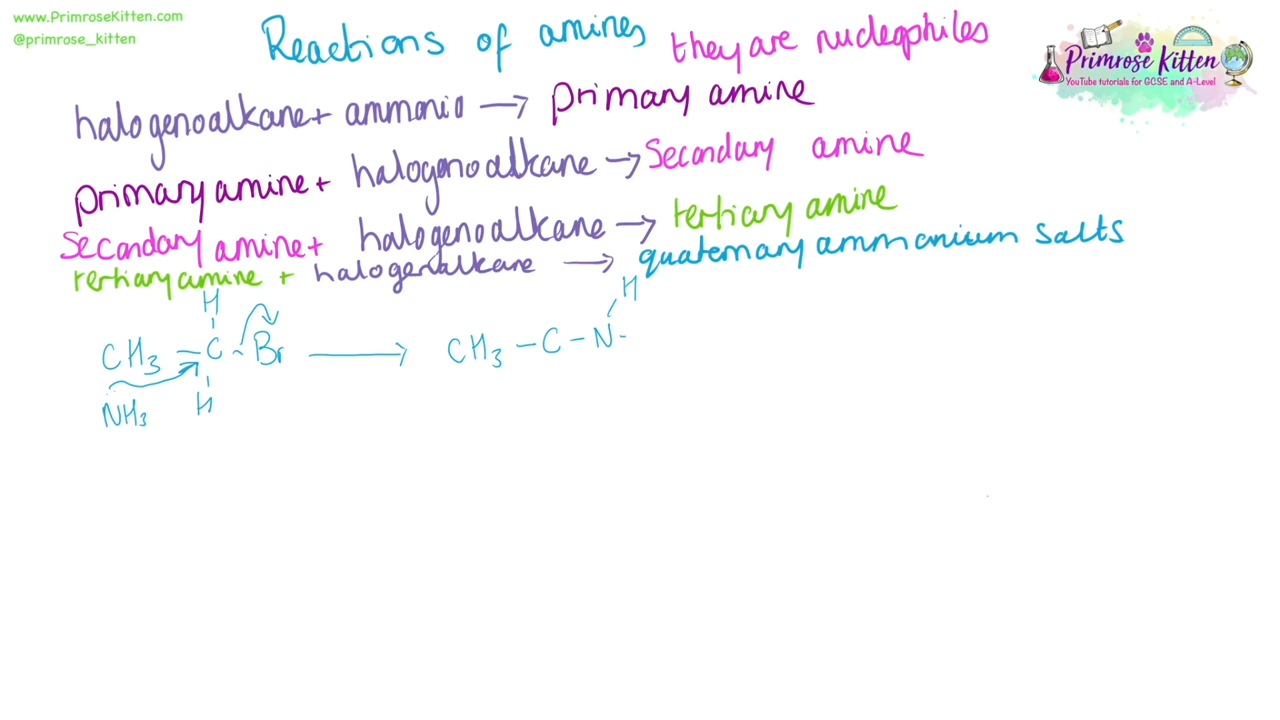 www.PrimroseKitten.com
@primrose_kitten
Reactions of amines they are nucleophiles
Primrose Kitten
YouTube tutorials for GCSE and A-Level
halogenoalkane + ammonia → primary amine
primary amine + halogenoalkane → Secondary amine
Secondary amine + halogenoalkane → tertiary amine
tertiary amine + halogenalkane → quaternary ammonium salts
H H
CH3 - C - Br → CH3 - C - N -
NH3 H